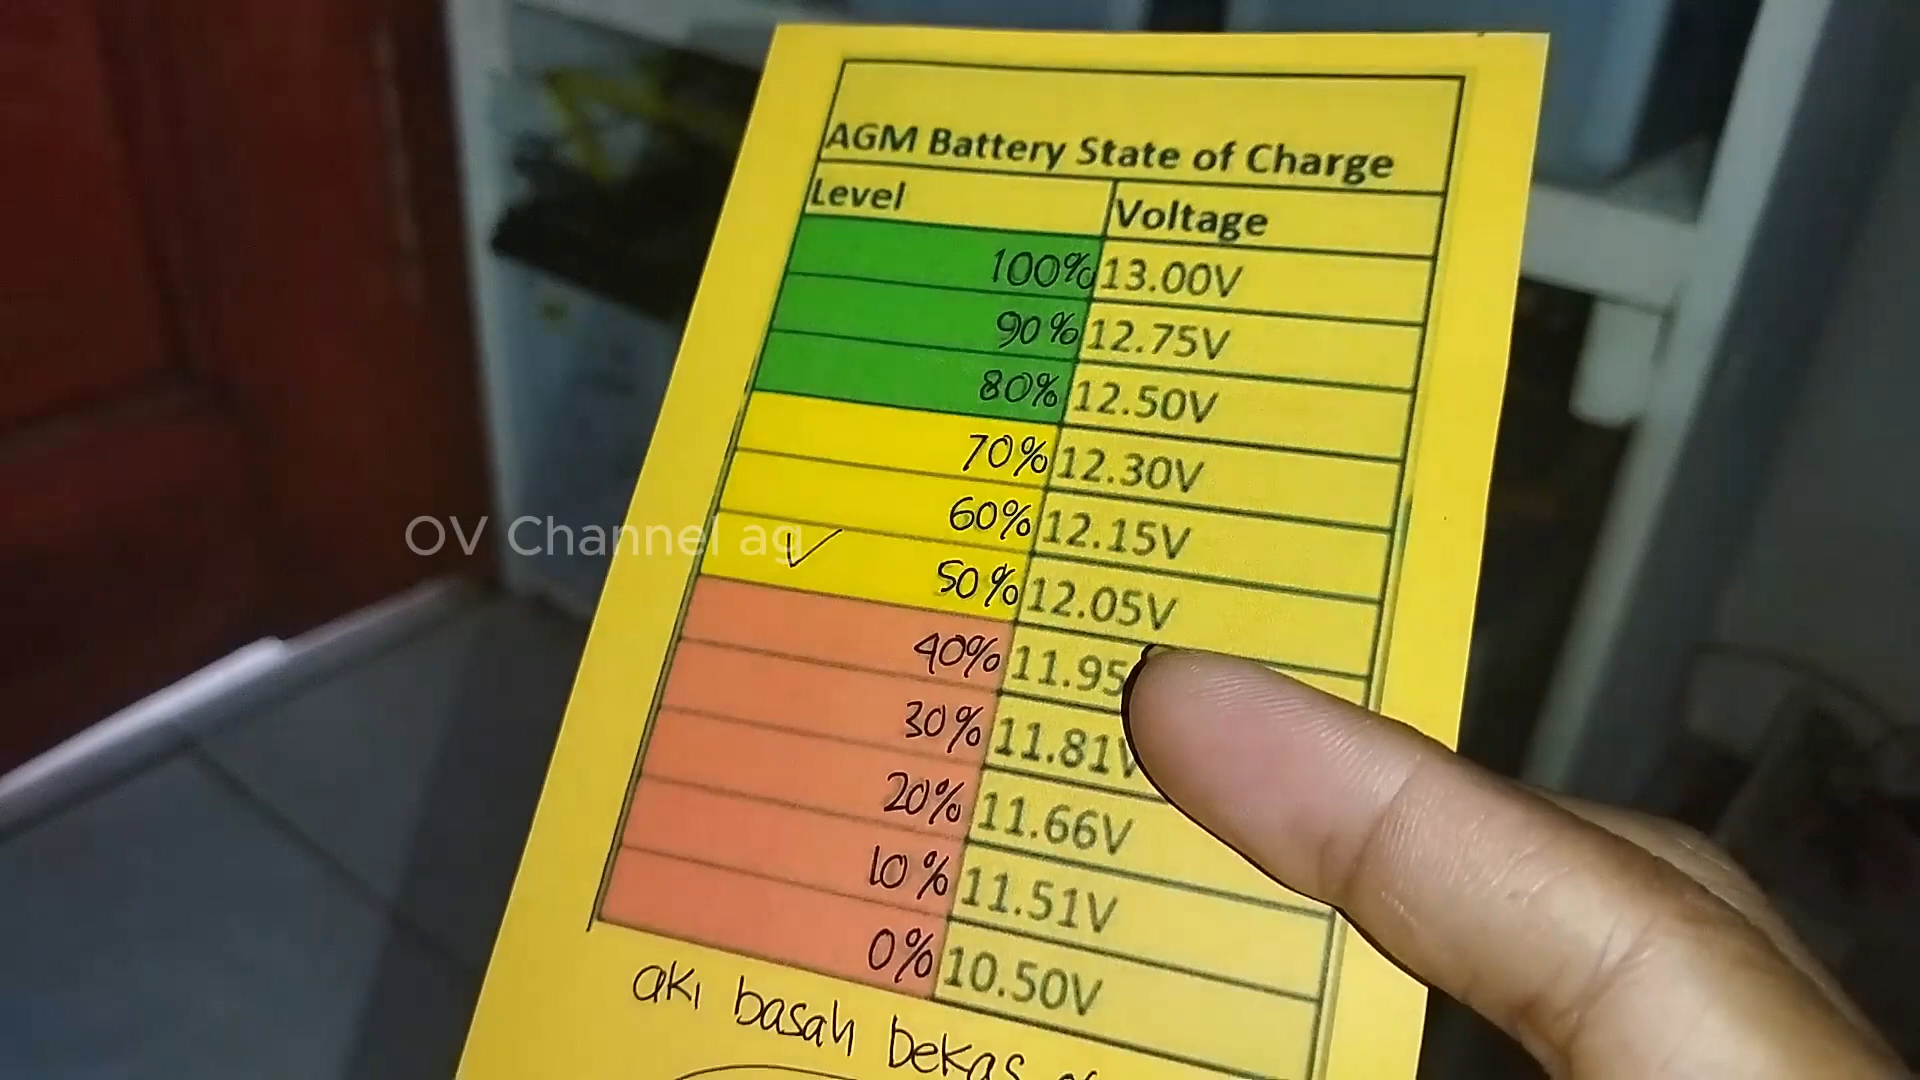 AGM Battery State of Charge
Level Voltage
100% 13.00V
90% 12.75V
80% 12.50V
70% 12.30V
60% 12.15V
OV Channel ag
50% 12.05V
40% 11.95
30% 11.81V
20% 11.66V
10% 11.51V
0% 10.50V
aki basah bekas